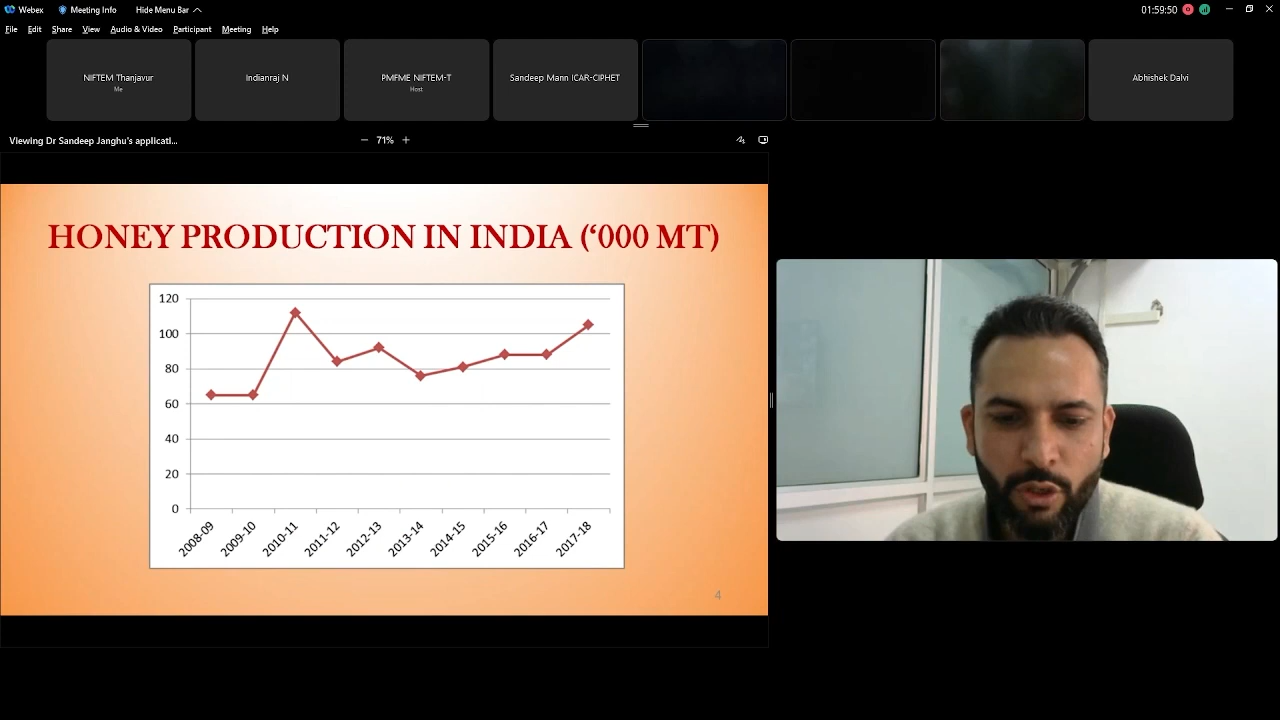 Webex Meeting Info Hide Menu Bar 01:59:50
File Edit Share View Audio & Video Participant Meeting Help
NIFTEM Thanjavur
Me
Indianraj N
PMFME NIFTEM-T
Host
Sandeep Mann ICAR-CIPHET
Abhishek Dalvi
Viewing Dr Sandeep Janghu's applicati...
71%
HONEY PRODUCTION IN INDIA (‘000 MT)
120
100
80
60
40
20
0
2008-09
2009-10
2010-11
2011-12
2012-13
2013-14
2014-15
2015-16
2016-17
2017-18
4